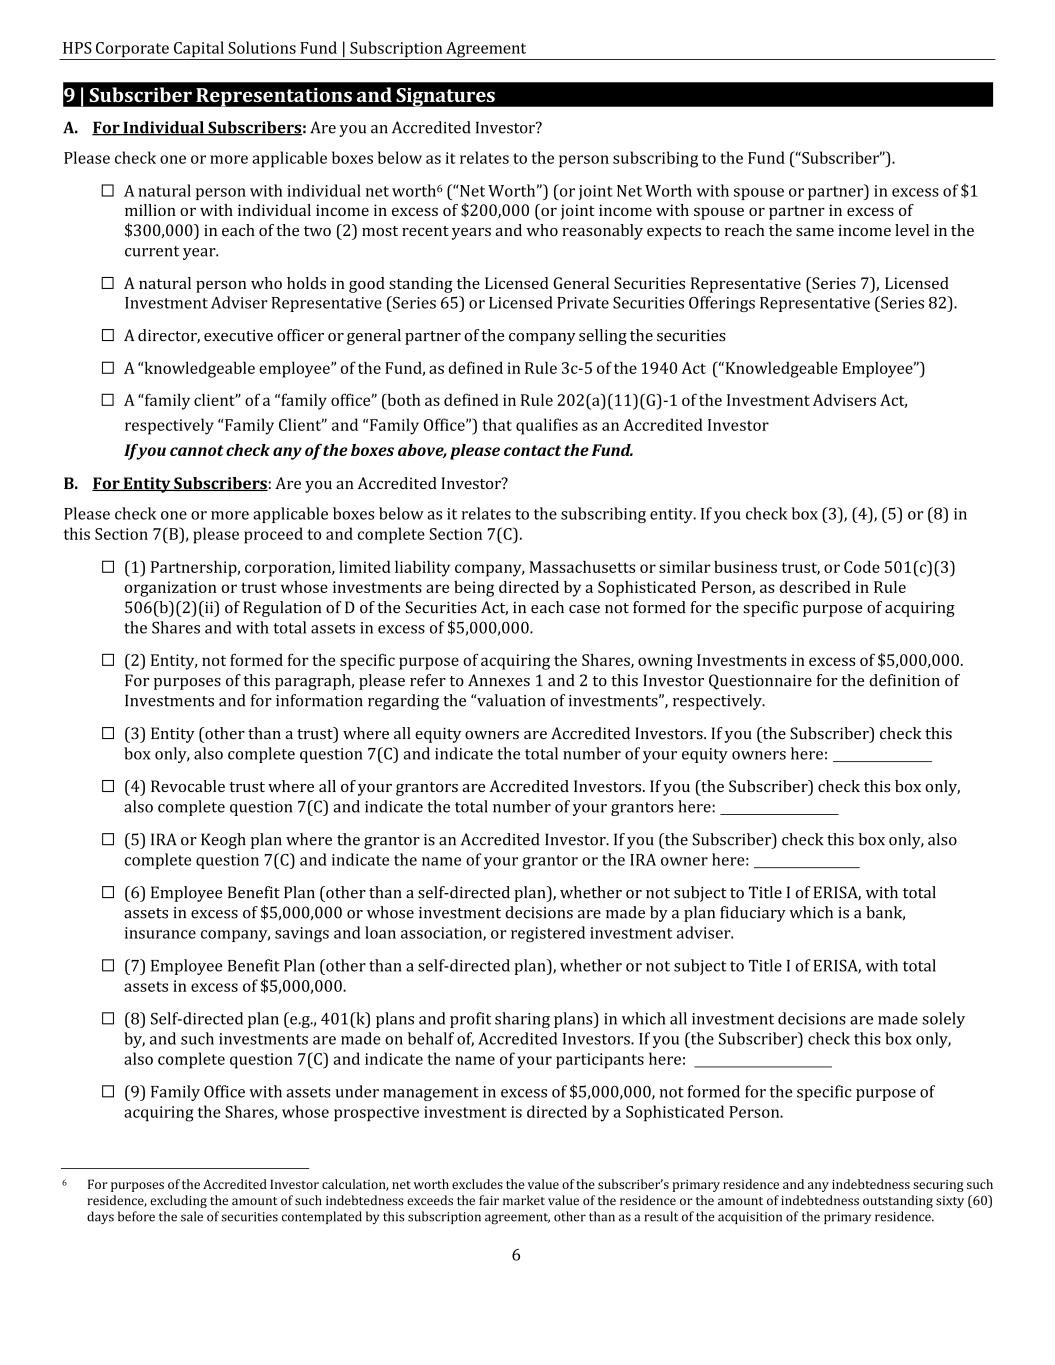 HPS Corporate Capital Solutions Fund | Subscription Agreement
9 | Subscriber Representations and Signatures
A. For Individual Subscribers: Are you an Accredited Investor?
Please check one or more applicable boxes below as it relates to the person subscribing to the Fund (“Subscriber”).
☐ A natural person with individual net worth⁶ (“Net Worth”) (or joint Net Worth with spouse or partner) in excess of $1
million or with individual income in excess of $200,000 (or joint income with spouse or partner in excess of
$300,000) in each of the two (2) most recent years and who reasonably expects to reach the same income level in the
current year.
☐ A natural person who holds in good standing the Licensed General Securities Representative (Series 7), Licensed
Investment Adviser Representative (Series 65) or Licensed Private Securities Offerings Representative (Series 82).
☐ A director, executive officer or general partner of the company selling the securities
☐ A “knowledgeable employee” of the Fund, as defined in Rule 3c-5 of the 1940 Act (“Knowledgeable Employee”)
☐ A “family client” of a “family office” (both as defined in Rule 202(a)(11)(G)-1 of the Investment Advisers Act,
respectively “Family Client” and “Family Office”) that qualifies as an Accredited Investor
If you cannot check any of the boxes above, please contact the Fund.
B. For Entity Subscribers: Are you an Accredited Investor?
Please check one or more applicable boxes below as it relates to the subscribing entity. If you check box (3), (4), (5) or (8) in
this Section 7(B), please proceed to and complete Section 7(C).
☐ (1) Partnership, corporation, limited liability company, Massachusetts or similar business trust, or Code 501(c)(3)
organization or trust whose investments are being directed by a Sophisticated Person, as described in Rule
506(b)(2)(ii) of Regulation of D of the Securities Act, in each case not formed for the specific purpose of acquiring
the Shares and with total assets in excess of $5,000,000.
☐ (2) Entity, not formed for the specific purpose of acquiring the Shares, owning Investments in excess of $5,000,000.
For purposes of this paragraph, please refer to Annexes 1 and 2 to this Investor Questionnaire for the definition of
Investments and for information regarding the “valuation of investments”, respectively.
☐ (3) Entity (other than a trust) where all equity owners are Accredited Investors. If you (the Subscriber) check this
box only, also complete question 7(C) and indicate the total number of your equity owners here: ____________
☐ (4) Revocable trust where all of your grantors are Accredited Investors. If you (the Subscriber) check this box only,
also complete question 7(C) and indicate the total number of your grantors here: ______________
☐ (5) IRA or Keogh plan where the grantor is an Accredited Investor. If you (the Subscriber) check this box only, also
complete question 7(C) and indicate the name of your grantor or the IRA owner here: _____________
☐ (6) Employee Benefit Plan (other than a self-directed plan), whether or not subject to Title I of ERISA, with total
assets in excess of $5,000,000 or whose investment decisions are made by a plan fiduciary which is a bank,
insurance company, savings and loan association, or registered investment adviser.
☐ (7) Employee Benefit Plan (other than a self-directed plan), whether or not subject to Title I of ERISA, with total
assets in excess of $5,000,000.
☐ (8) Self-directed plan (e.g., 401(k) plans and profit sharing plans) in which all investment decisions are made solely
by, and such investments are made on behalf of, Accredited Investors. If you (the Subscriber) check this box only,
also complete question 7(C) and indicate the name of your participants here: _________________
☐ (9) Family Office with assets under management in excess of $5,000,000, not formed for the specific purpose of
acquiring the Shares, whose prospective investment is directed by a Sophisticated Person.
6 For purposes of the Accredited Investor calculation, net worth excludes the value of the subscriber’s primary residence and any indebtedness securing such
residence, excluding the amount of such indebtedness exceeds the fair market value of the residence or the amount of indebtedness outstanding sixty (60)
days before the sale of securities contemplated by this subscription agreement, other than as a result of the acquisition of the primary residence.
6